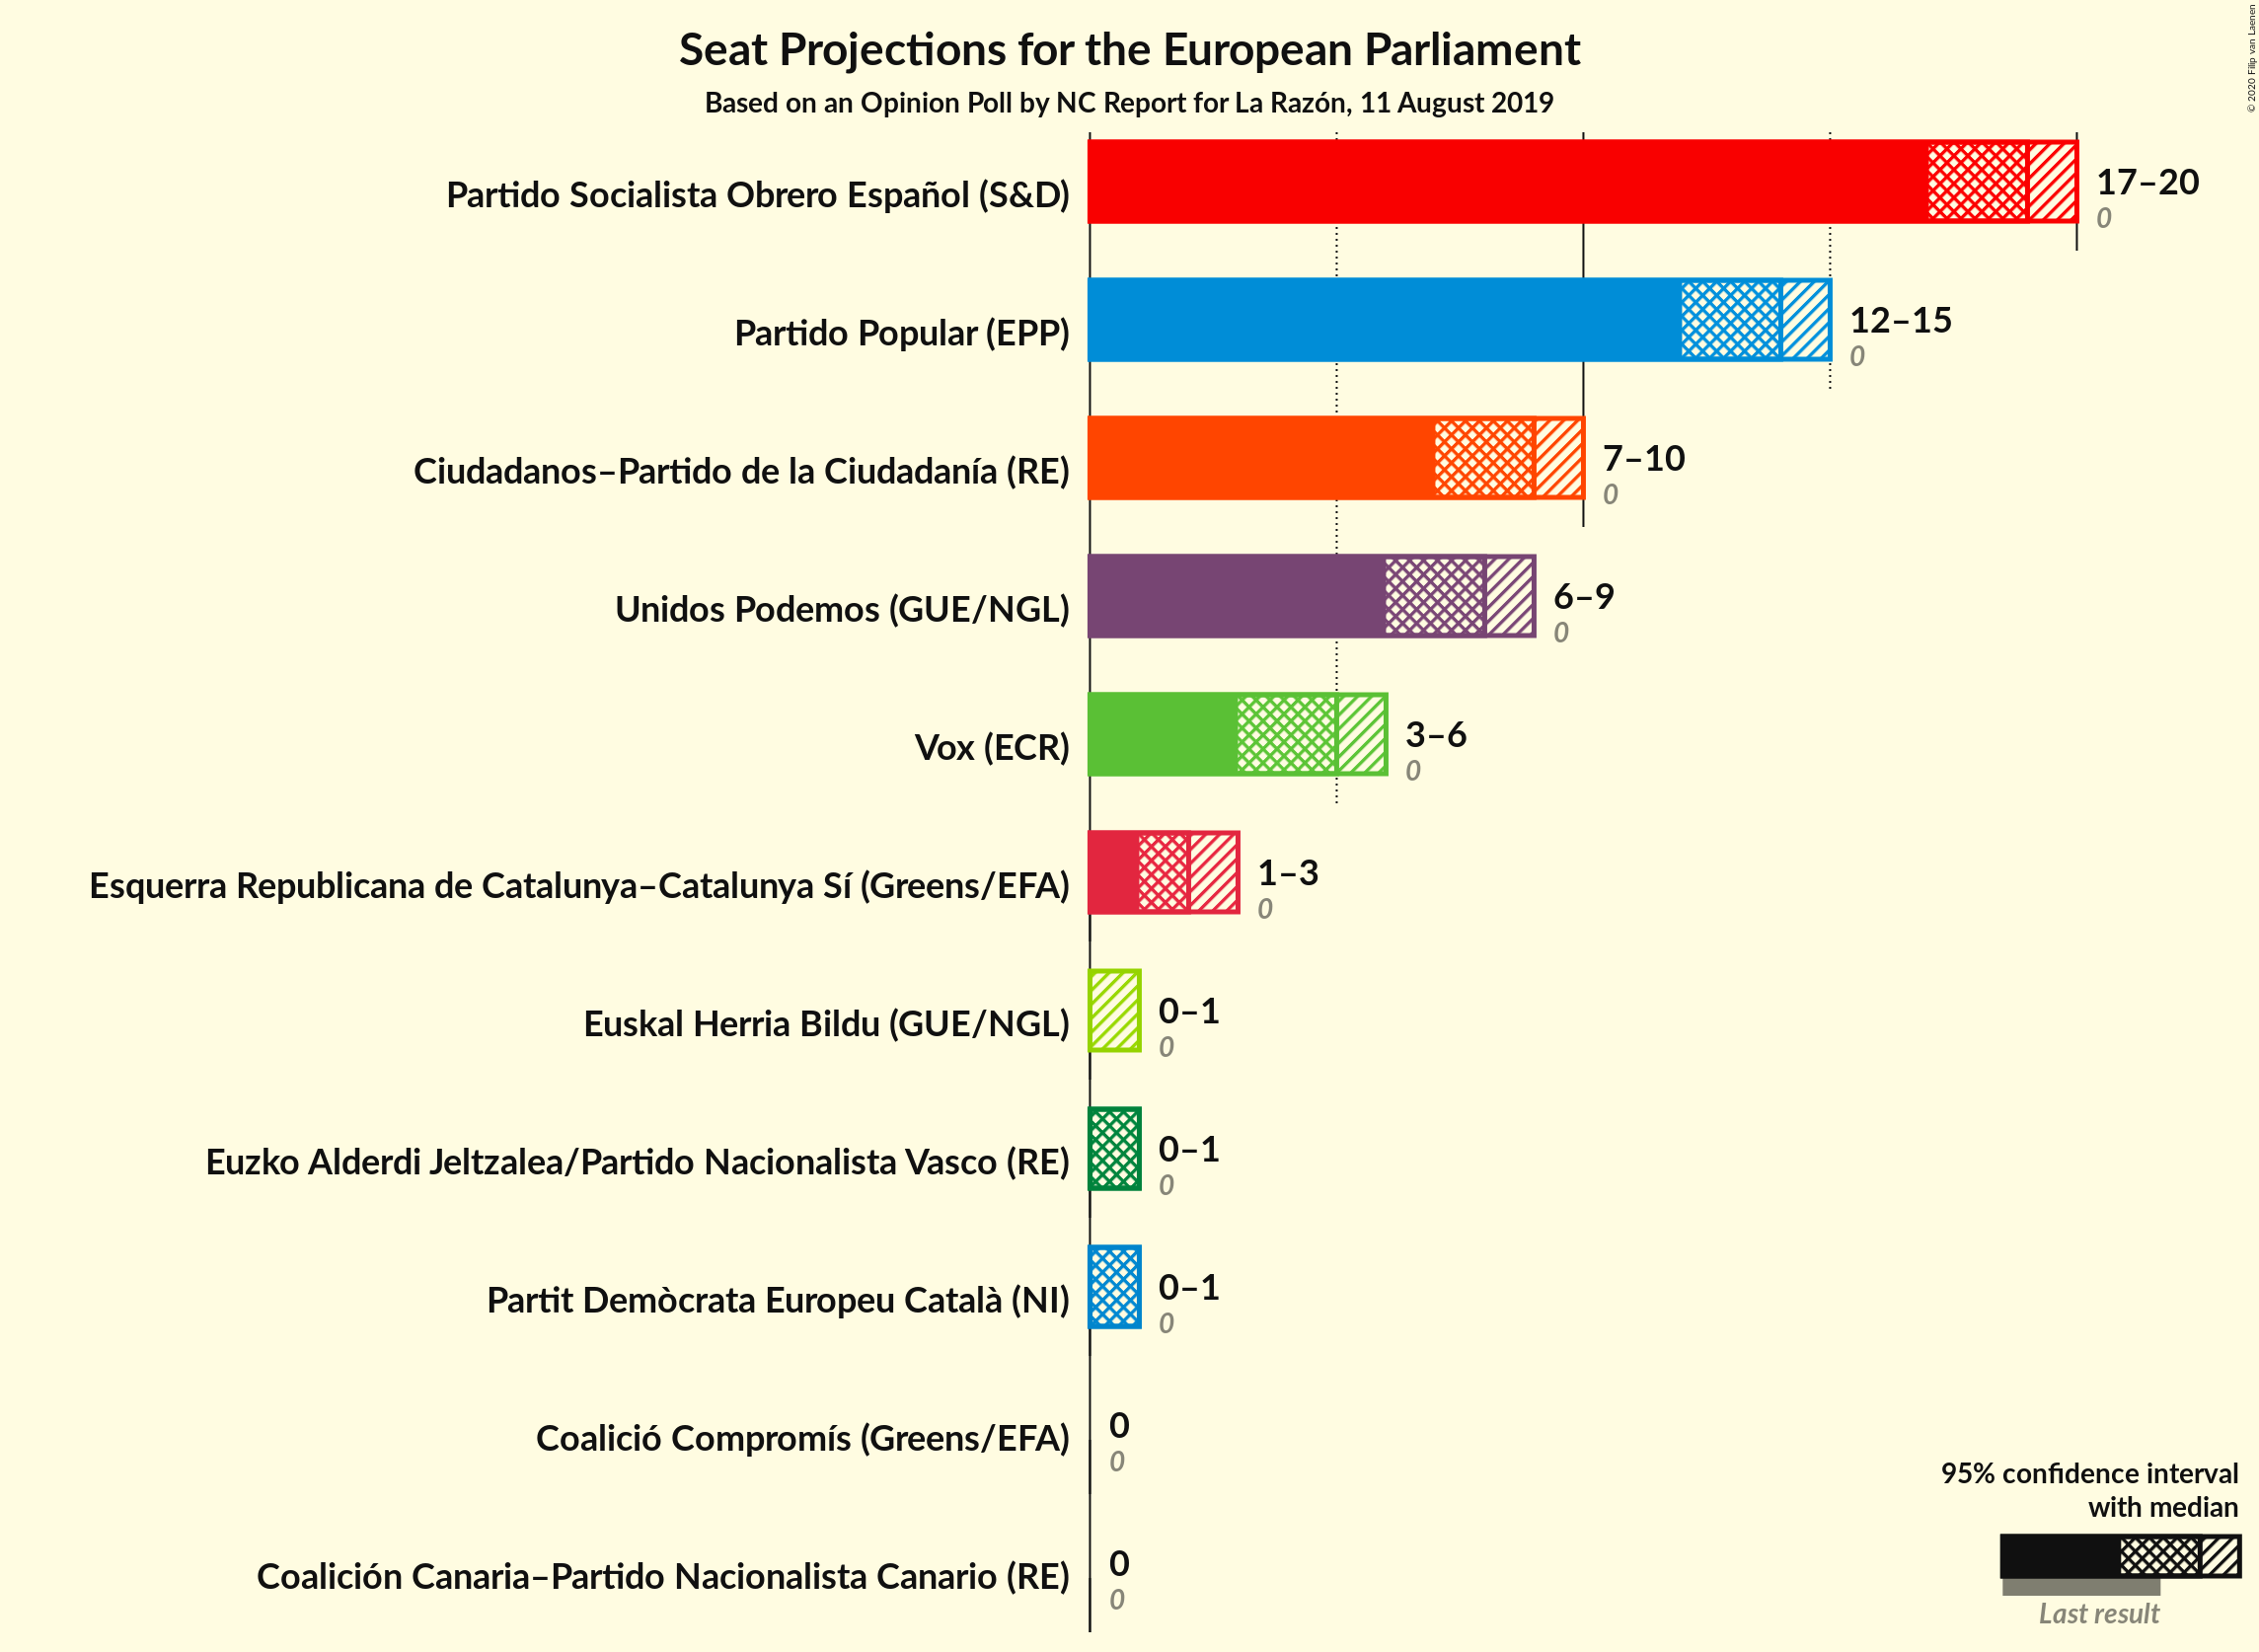 Seat Projections for the European Parliament
Based on an Opinion Poll by NC Report for La Razón, 11 August 2019
© 2020 Filip van Laenen
Partido Socialista Obrero Español (S&D)
17–20
0
Partido Popular (EPP)
12–15
0
Ciudadanos–Partido de la Ciudadanía (RE)
7–10
0
Unidos Podemos (GUE/NGL)
6–9
0
Vox (ECR)
3–6
0
Esquerra Republicana de Catalunya–Catalunya Sí (Greens/EFA)
1–3
0
Euskal Herria Bildu (GUE/NGL)
0–1
0
Euzko Alderdi Jeltzalea/Partido Nacionalista Vasco (RE)
0–1
0
Partit Demòcrata Europeu Català (NI)
0–1
0
Coalició Compromís (Greens/EFA)
0
0
Coalición Canaria–Partido Nacionalista Canario (RE)
0
0
95% confidence interval
with median
Last result